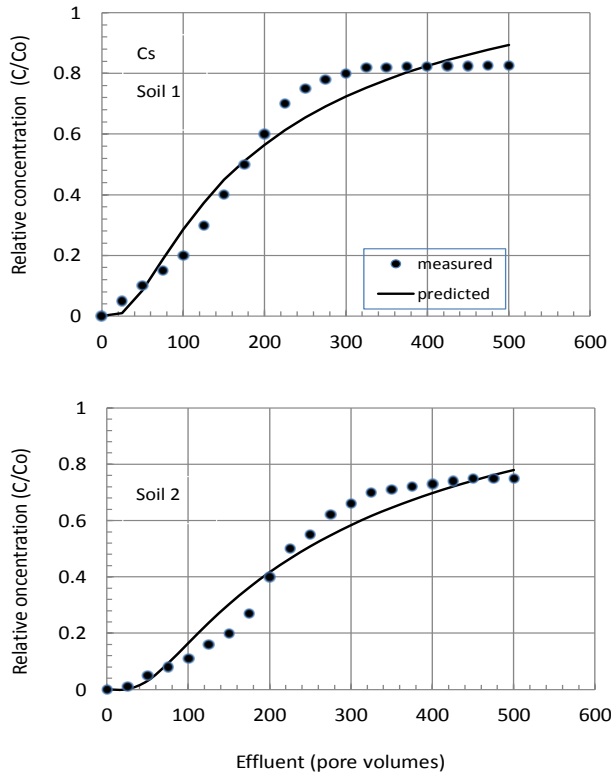 1
0.8
0.6
0.4
0.2
0
Relative concentration (C/Co)
Cs
Soil 1
measured
predicted
0 100 200 300 400 500 600
1
0.8
0.6
0.4
0.2
0
Relative oncentration (C/Co)
Soil 2
0 100 200 300 400 500 600
Effluent (pore volumes)